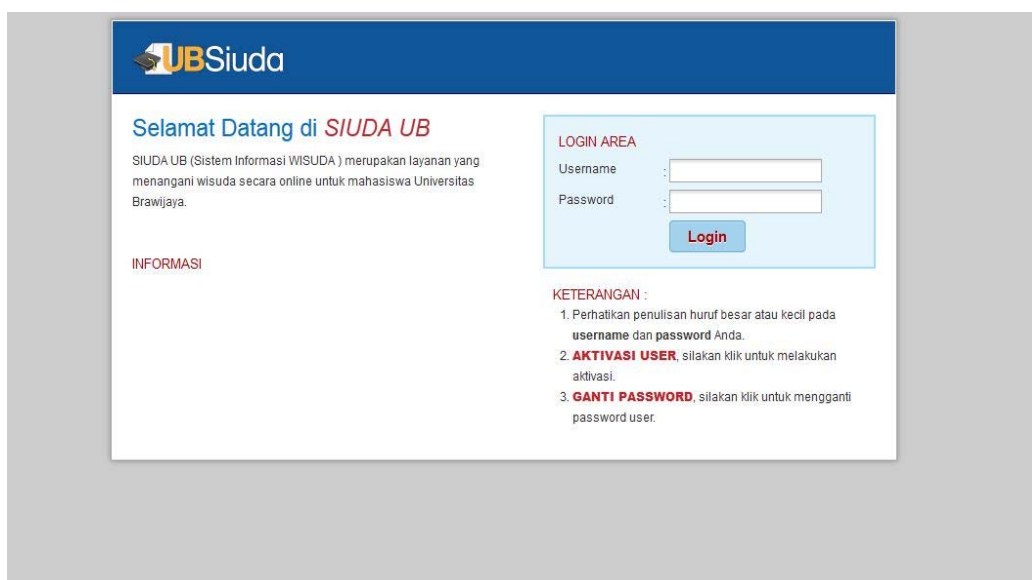 UBSiuda
Selamat Datang di SIUDA UB
SIUDA UB (Sistem Informasi WISUDA ) merupakan layanan yang
menangani wisuda secara online untuk mahasiswa Universitas
Brawijaya.
INFORMASI
LOGIN AREA
Username :
Password :
Login
KETERANGAN :
1. Perhatikan penulisan huruf besar atau kecil pada
username dan password Anda.
2. AKTIVASI USER, silakan klik untuk melakukan
aktivasi.
3. GANTI PASSWORD, silakan klik untuk mengganti
password user.